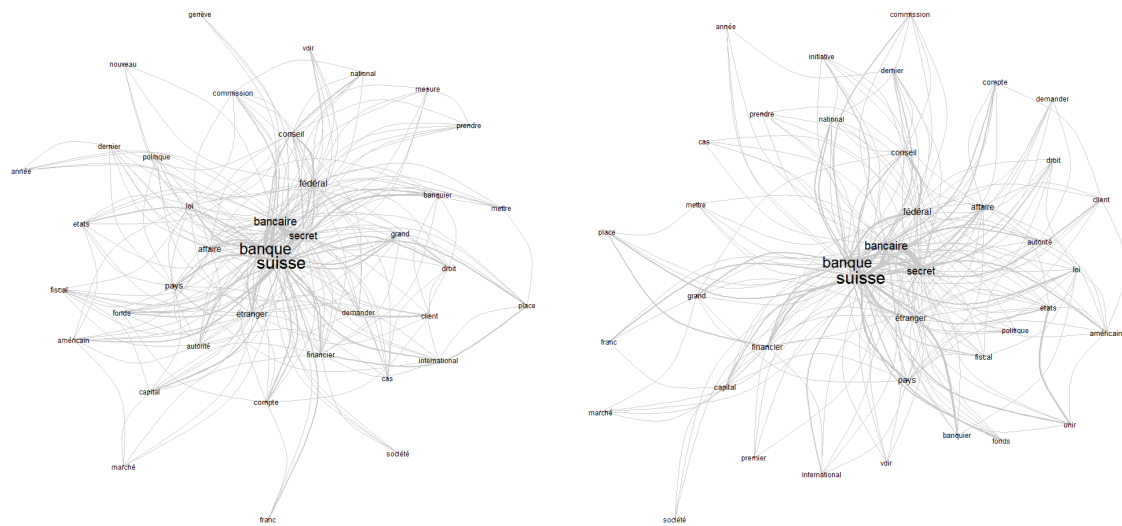 genève
voir
nouveau
national
commission
mesure
prendre
conseil
dernier
politique
année
fédéral
banquier
loi
mettre
etats
bancaire
secret
grand
affaire
banque
suisse
droit
pays
fiscal
place
fonds
étranger
demander
client
américain
autorité
financier
international
cas
capital
compte
société
marché
franc
commission
année
initiative
dernier
compte
demander
prendre
national
cas
conseil
droit
mettre
fédéral
affaire
client
place
bancaire
autorité
banque
secret
loi
suisse
grand
étranger
etats
politique
américain
franc
financier
fiscal
capital
pays
marché
unir
banquier
fonds
premier
voir
international
société